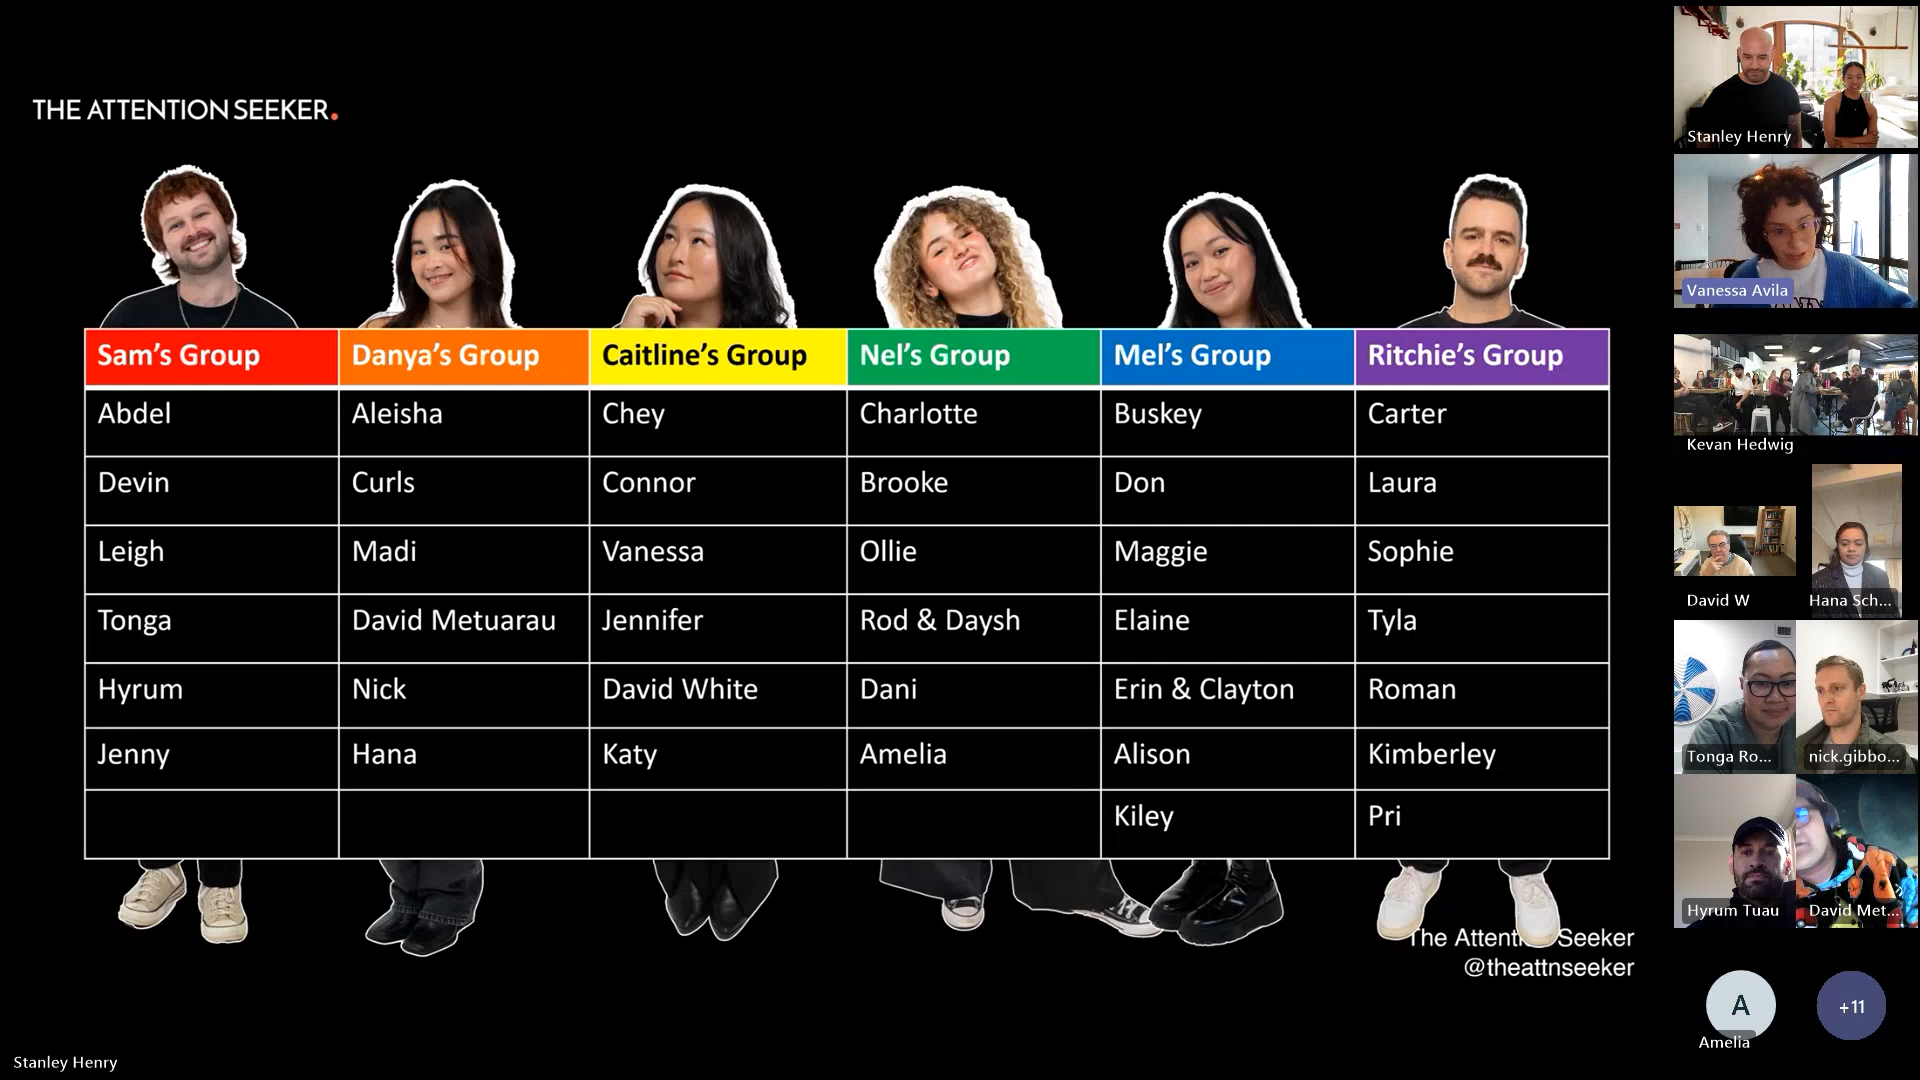 THE ATTENTION SEEKER.
Sam’s Group Danya’s Group Caitline’s Group Nel’s Group Mel’s Group Ritchie’s Group
Abdel Aleisha Chey Charlotte Buskey Carter
Devin Curls Connor Brooke Don Laura
Leigh Madi Vanessa Ollie Maggie Sophie
Tonga David Metuarau Jennifer Rod & Daysh Elaine Tyla
Hyrum Nick David White Dani Erin & Clayton Roman
Jenny Hana Katy Amelia Alison Kimberley
Kiley Pri
The Attenti Seeker
@theattnseeker
Stanley Henry
Stanley Henry
Vanessa Avila
Kevan Hedwig
David W
Hana Sch...
Tonga Ro...
nick.gibbo...
Hyrum Tuau
David Met...
A
Amelia
+11